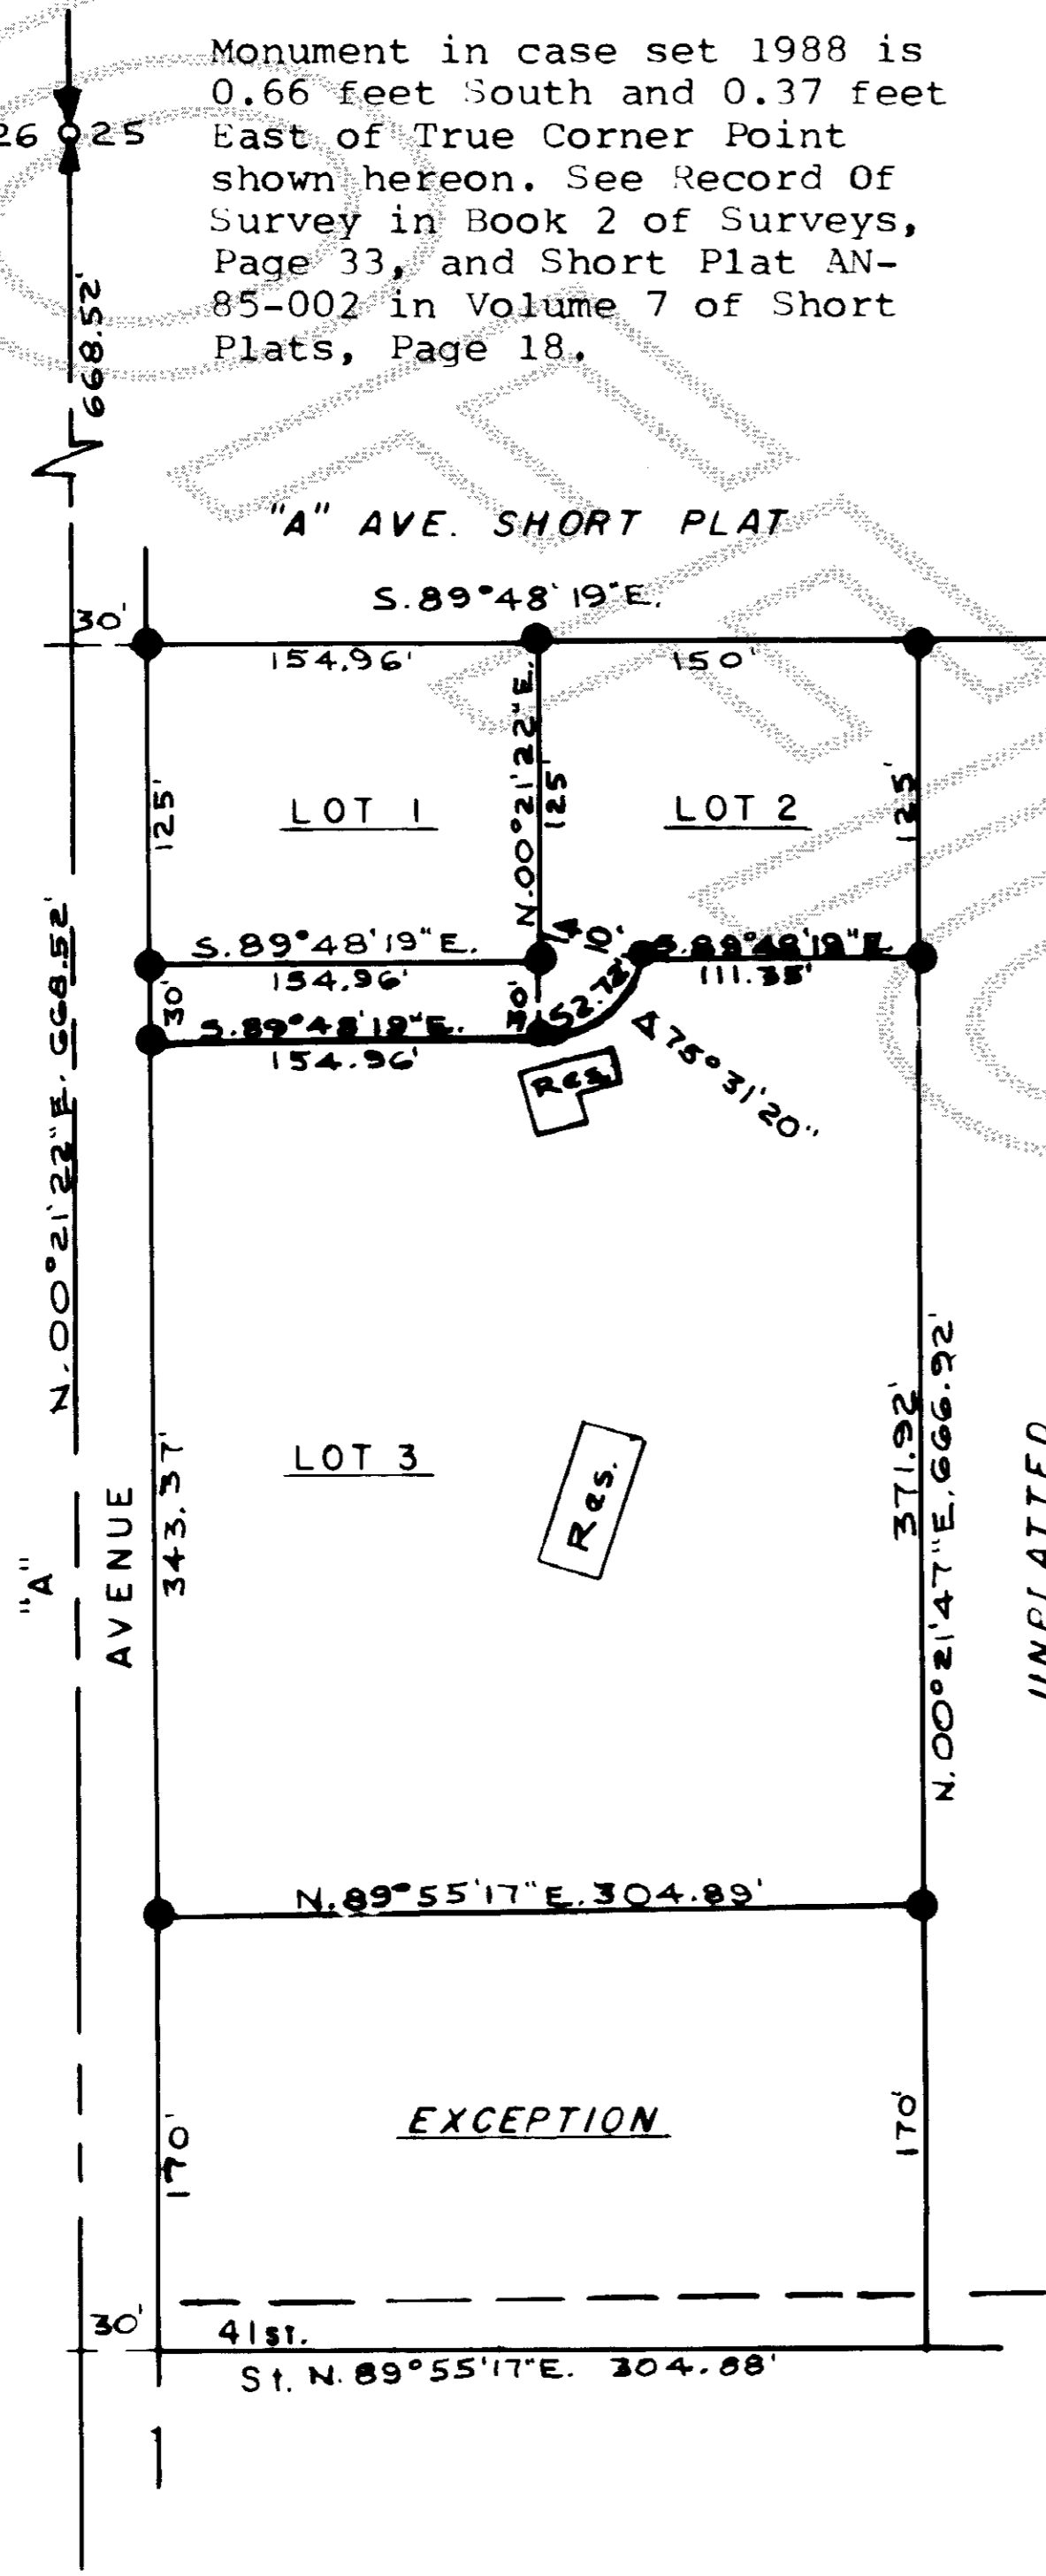 Monument in case set 1988 is
0.66 feet South and 0.37 feet
East of True Corner Point
shown hereon. See Record Of
Survey in Book 2 of Surveys,
Page 33, and Short Plat AN-
85-002 in Volume 7 of Short
Plats, Page 18.
26 25
668.52'
"A" AVE. SHORT PLAT
S.89°48'19"E.
30'
154.96'
150'
125'
LOT 1
N.00°21'22"E.
125'
LOT 2
125'
S.89°48'19"E.
154.96'
40'
S.89°48'19"E.
111.35'
30'
S.89°48'19"E.
154.96'
30'
52.72'
Δ 75°31'20"
Res.
N.00°21'22"E. 668.52'
LOT 3
Res.
343.37'
"A"
AVENUE
371.92'
N.00°21'47"E. 666.92'
UNPLATTED
N.89°55'17"E. 304.89'
EXCEPTION
170'
170'
30'
41st.
St. N.89°55'17"E. 304.88'